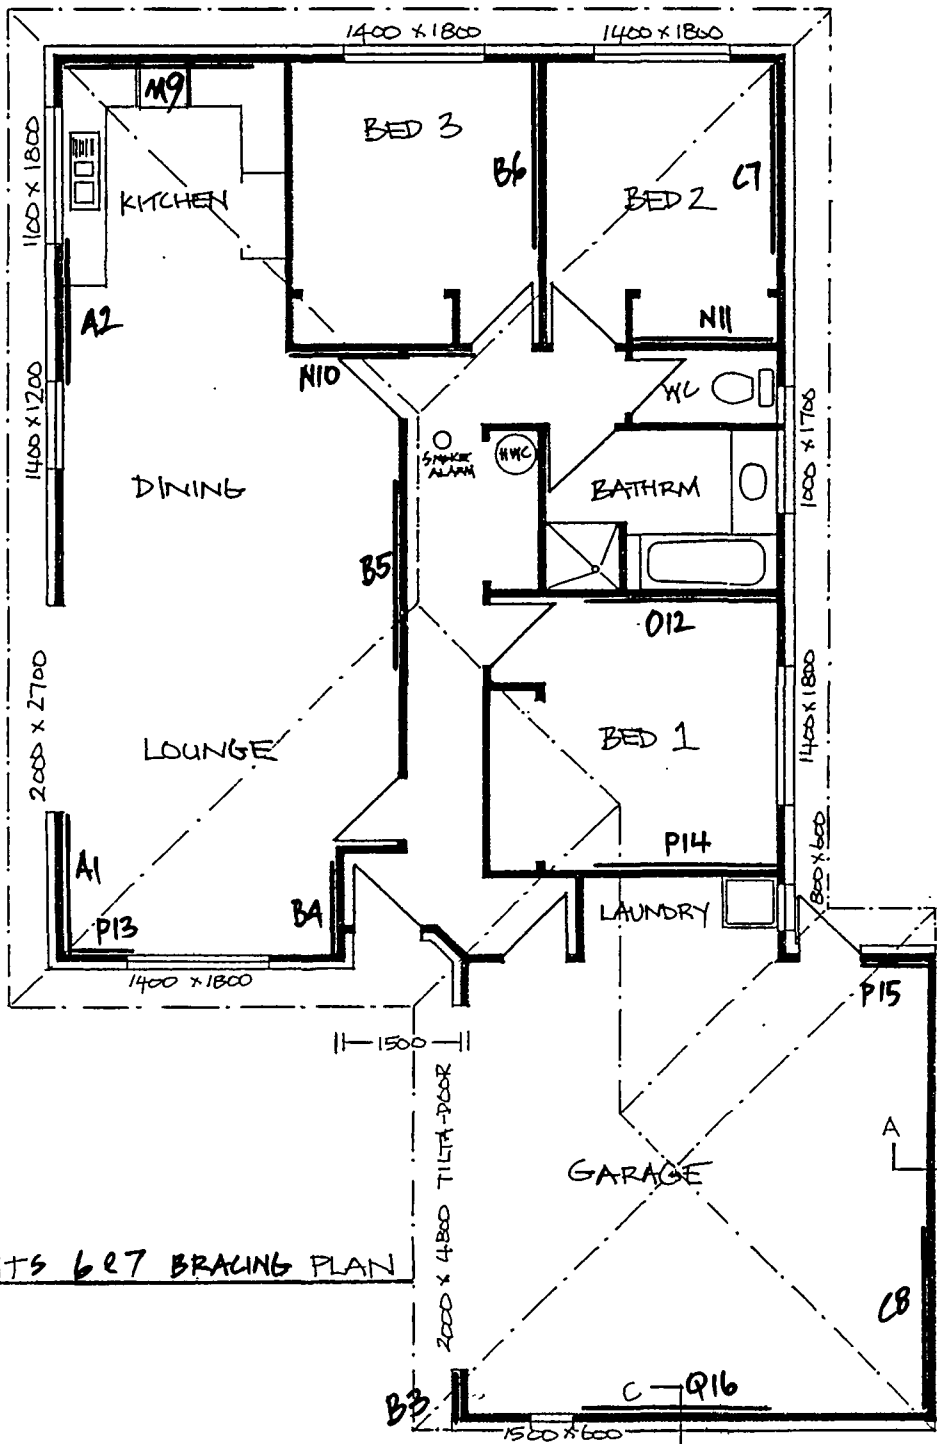 1400 x 1800
1400 x 1800
M9
BED 3
1100 x 1800
KITCHEN
B6
BED 2
C7
A2
N11
N10
WC
1400 x 1200
1000 x 1700
SMOKE
ALARM
HWC
DINING
BATHRM
B5
O12
2000 x 2700
LOUNGE
BED 1
1400 x 1800
P14
800 x 600
A1
P13
B4
LAUNDRY
1400 x 1800
P15
1500
2000 x 4800 TILTA-DOOR
A
GARAGE
TS 6 & 7 BRACING PLAN
C8
C
Q16
B3
1500 x 600